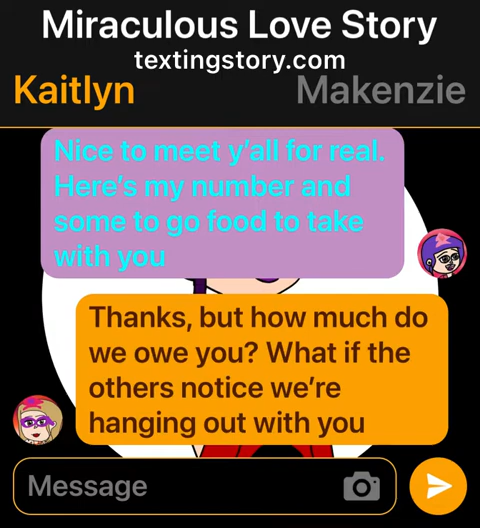 Miraculous Love Story
textingstory.com
Kaitlyn Makenzie
Nice to meet y’all for real.
Here’s my number and
some to go food to take
with you
Thanks, but how much do
we owe you? What if the
others notice we’re
hanging out with you
Message